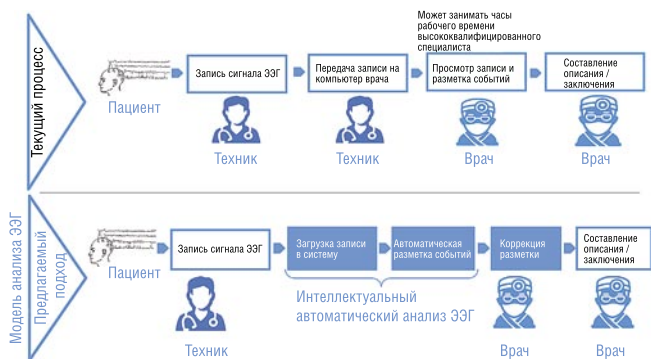 Может занимать часы
рабочего времени
высококвалифицированного
специалиста
Текущий процесс
Пациент
Запись сигнала ЭЭГ
Передача записи на
компьютер врача
Просмотр записи и
разметка событий
Составление
описания /
заключения
Техник
Техник
Врач
Врач
Модель анализа ЭЭГ
Предлагаемый
подход
Пациент
Запись сигнала ЭЭГ
Загрузка записи
в систему
Автоматическая
разметка событий
Коррекция
разметки
Составление
описания /
заключения
Интеллектуальный
автоматический анализ ЭЭГ
Техник
Врач
Врач